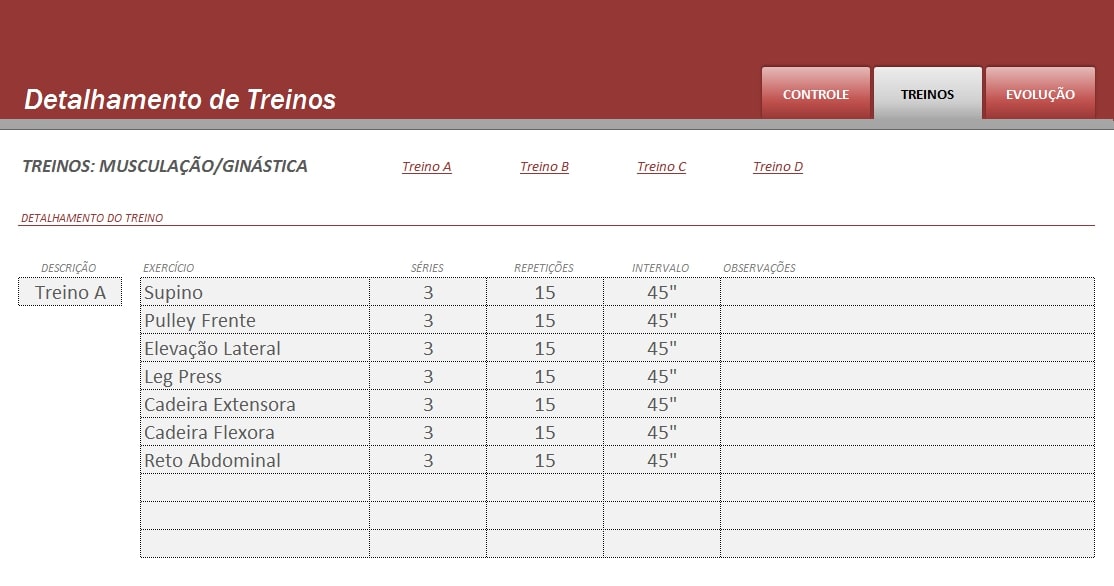 Detalhamento de Treinos
CONTROLE TREINOS EVOLUÇÃO
TREINOS: MUSCULAÇÃO/GINÁSTICA Treino A Treino B Treino C Treino D
DETALHAMENTO DO TREINO
DESCRIÇÃO EXERCÍCIO SÉRIES REPETIÇÕES INTERVALO OBSERVAÇÕES
Treino A Supino 3 15 45"
Pulley Frente 3 15 45"
Elevação Lateral 3 15 45"
Leg Press 3 15 45"
Cadeira Extensora 3 15 45"
Cadeira Flexora 3 15 45"
Reto Abdominal 3 15 45"